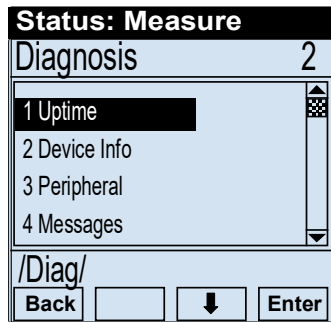 Status: Measure
Diagnosis 2
1 Uptime
2 Device Info
3 Peripheral
4 Messages
/Diag/
Back Enter